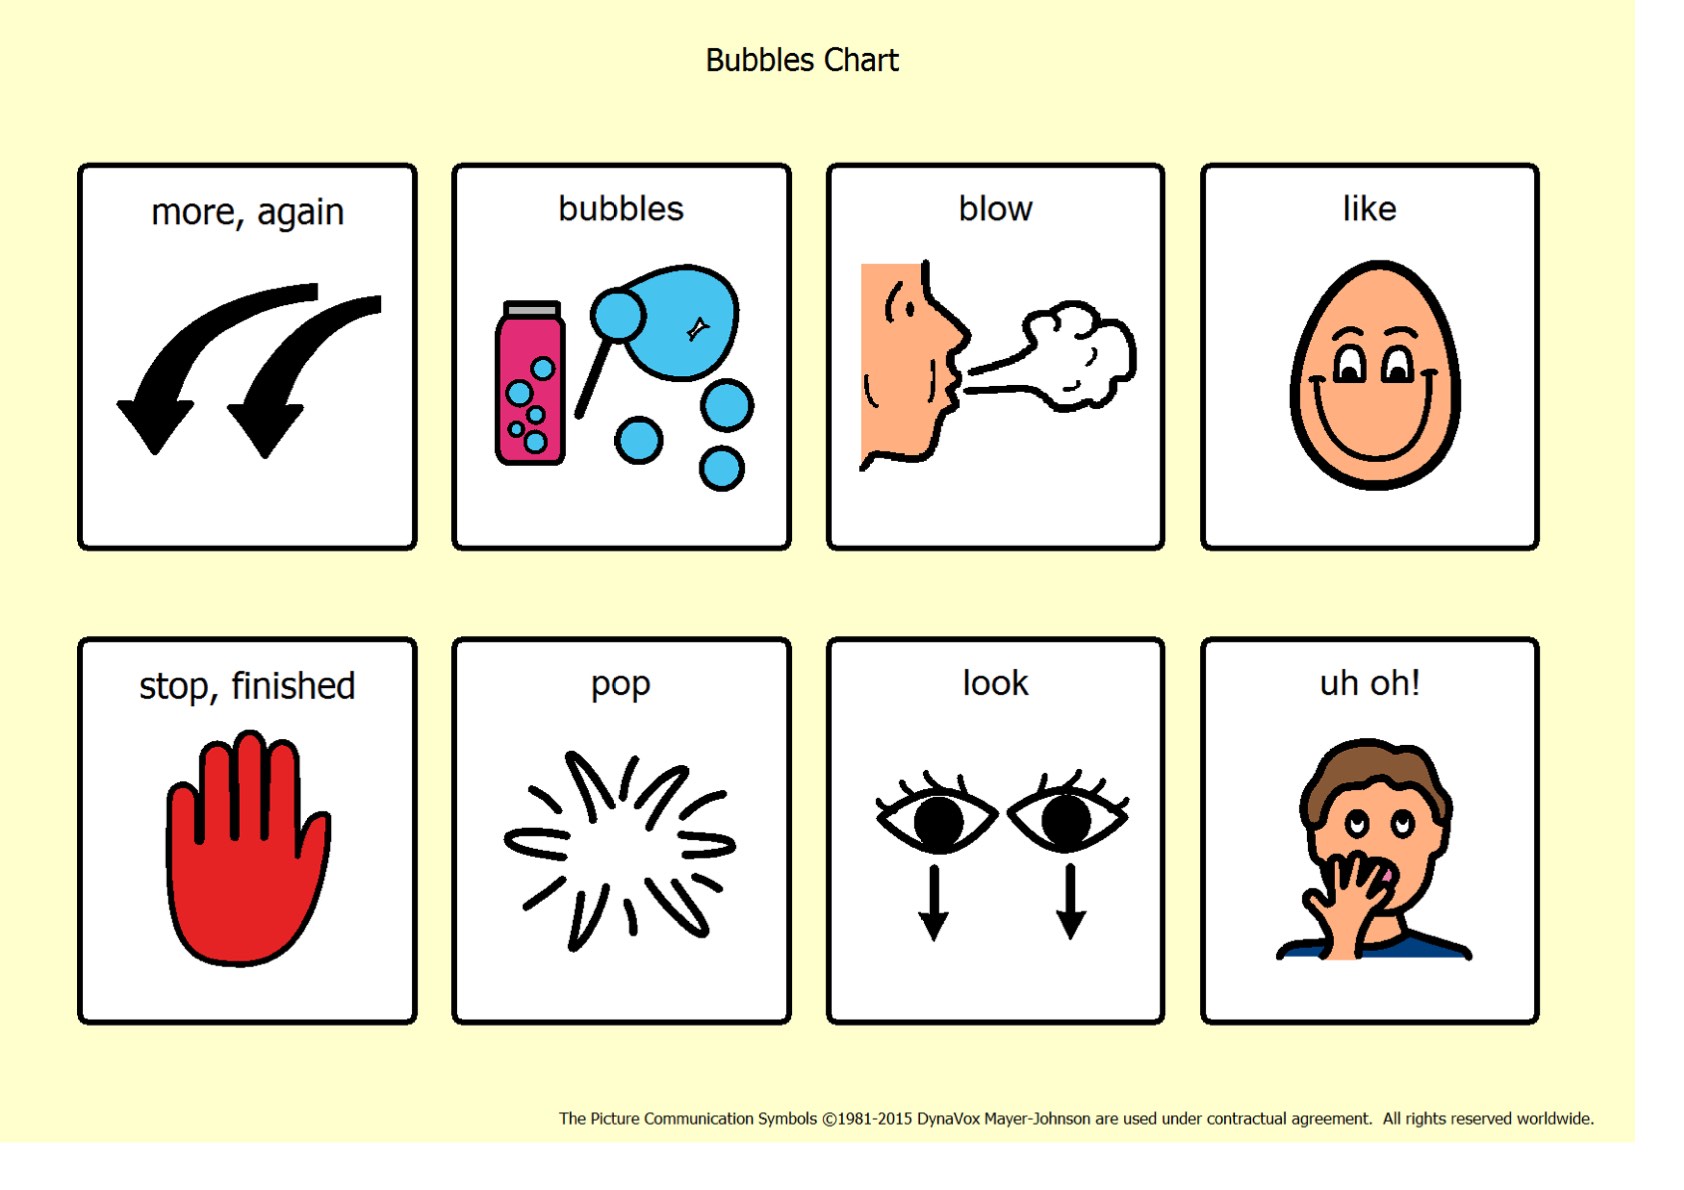 Bubbles Chart
more, again
bubbles
blow
like
stop, finished
pop
look
uh oh!
The Picture Communication Symbols ©1981-2015 DynaVox Mayer-Johnson are used under contractual agreement.  All rights reserved worldwide.